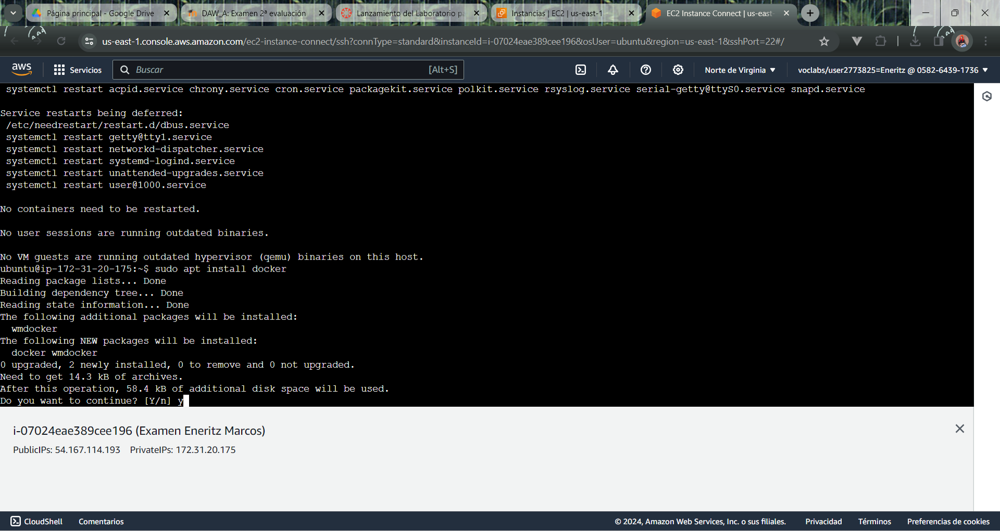 Página principal - Google Drive
DAW_A: Examen 2ª evaluación
Lanzamiento del Laboratorio pa
Instancias | EC2 | us-east-1
EC2 Instance Connect | us-east-
us-east-1.console.aws.amazon.com/ec2-instance-connect/ssh?connType=standard&instanceId=i-07024eae389cee196&osUser=ubuntu&region=us-east-1&sshPort=22#/
aws
Servicios
Buscar
[Alt+S]
Norte de Virginia
voclabs/user2773825=Eneritz @ 0582-6439-1736
systemctl restart acpid.service chrony.service cron.service packagekit.service polkit.service rsyslog.service serial-getty@ttyS0.service snapd.service
Service restarts being deferred:
/etc/needrestart/restart.d/dbus.service
systemctl restart getty@tty1.service
systemctl restart networkd-dispatcher.service
systemctl restart systemd-logind.service
systemctl restart unattended-upgrades.service
systemctl restart user@1000.service
No containers need to be restarted.
No user sessions are running outdated binaries.
No VM guests are running outdated hypervisor (qemu) binaries on this host.
ubuntu@ip-172-31-20-175:~$ sudo apt install docker
Reading package lists... Done
Building dependency tree... Done
Reading state information... Done
The following additional packages will be installed:
wmdocker
The following NEW packages will be installed:
docker wmdocker
0 upgraded, 2 newly installed, 0 to remove and 0 not upgraded.
Need to get 14.3 kB of archives.
After this operation, 58.4 kB of additional disk space will be used.
Do you want to continue? [Y/n] y
i-07024eae389cee196 (Examen Eneritz Marcos)
PublicIPs: 54.167.114.193 PrivateIPs: 172.31.20.175
CloudShell
Comentarios
© 2024, Amazon Web Services, Inc. o sus filiales.
Privacidad
Términos
Preferencias de cookies